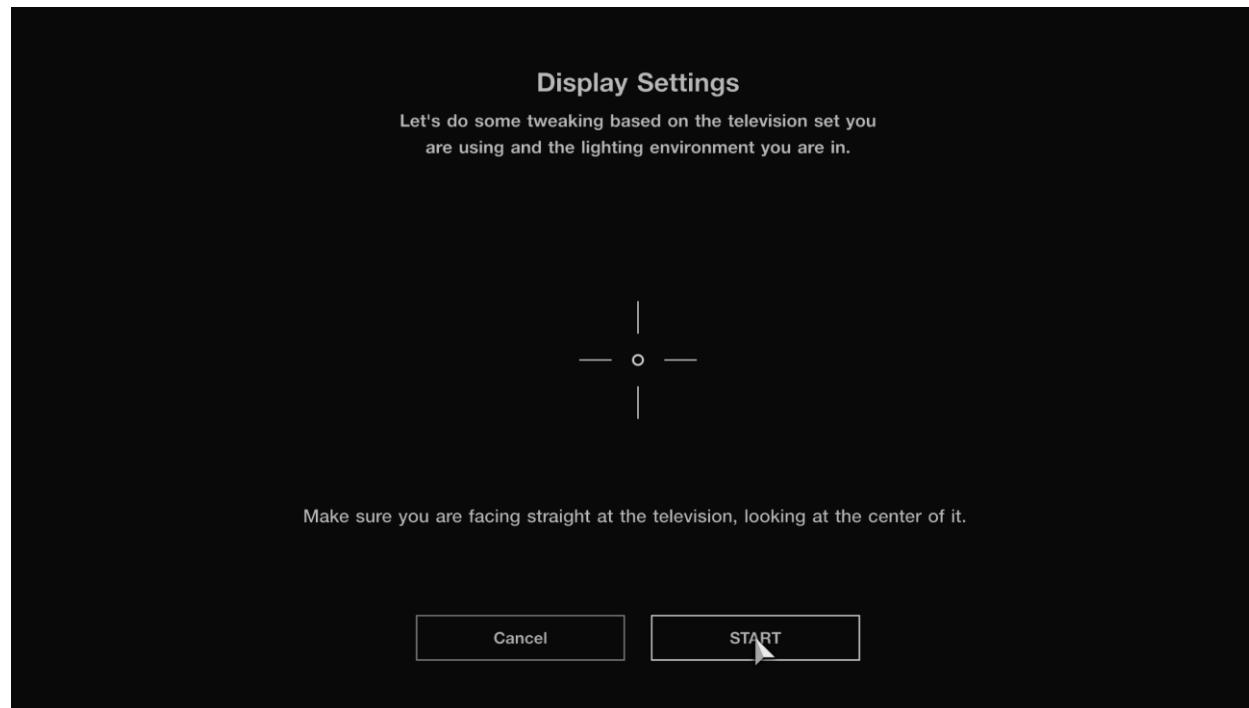 Display Settings
Let's do some tweaking based on the television set you
are using and the lighting environment you are in.
Make sure you are facing straight at the television, looking at the center of it.
Cancel
START